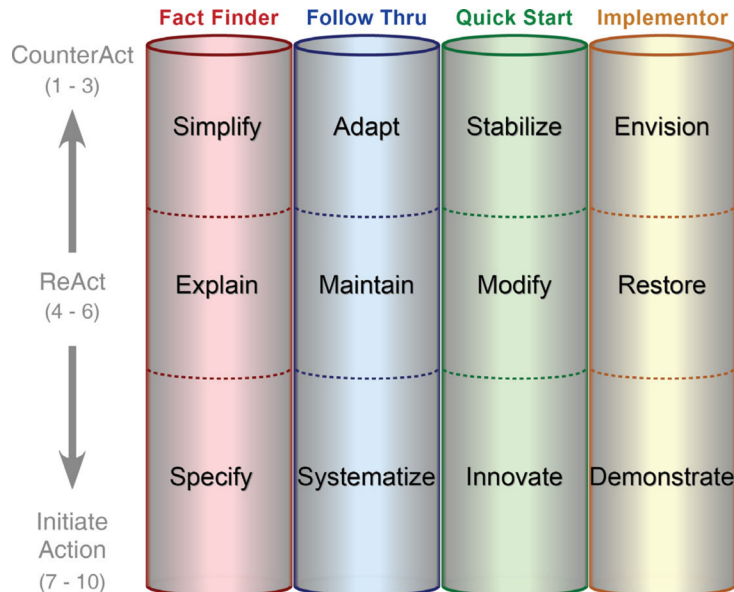 Fact Finder Follow Thru Quick Start Implementor
CounterAct
(1 - 3)
Simplify Adapt Stabilize Envision
ReAct
(4 - 6)
Explain Maintain Modify Restore
Specify Systematize Innovate Demonstrate
Initiate
Action
(7 - 10)